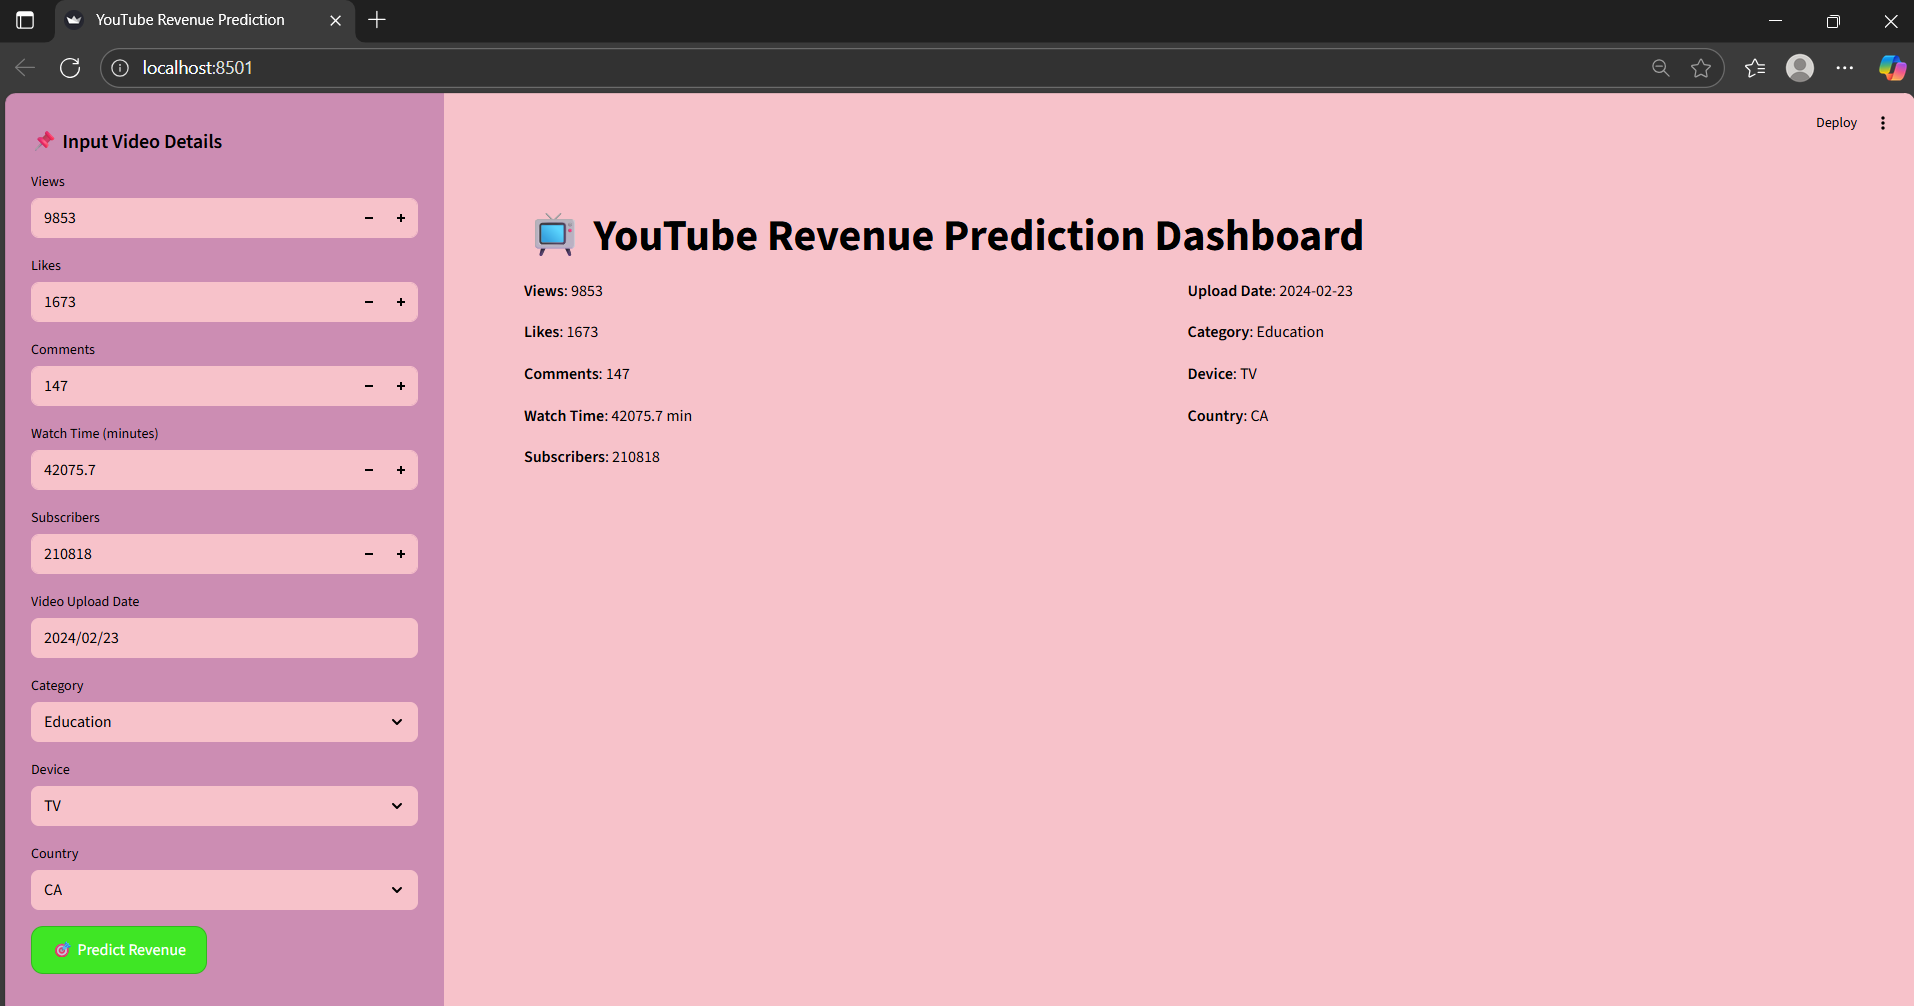 YouTube Revenue Prediction
localhost:8501
Deploy
Input Video Details
Views
9853
Likes
1673
Comments
147
Watch Time (minutes)
42075.7
Subscribers
210818
Video Upload Date
2024/02/23
Category
Education
Device
TV
Country
CA
Predict Revenue
YouTube Revenue Prediction Dashboard
Views: 9853
Likes: 1673
Comments: 147
Watch Time: 42075.7 min
Subscribers: 210818
Upload Date: 2024-02-23
Category: Education
Device: TV
Country: CA